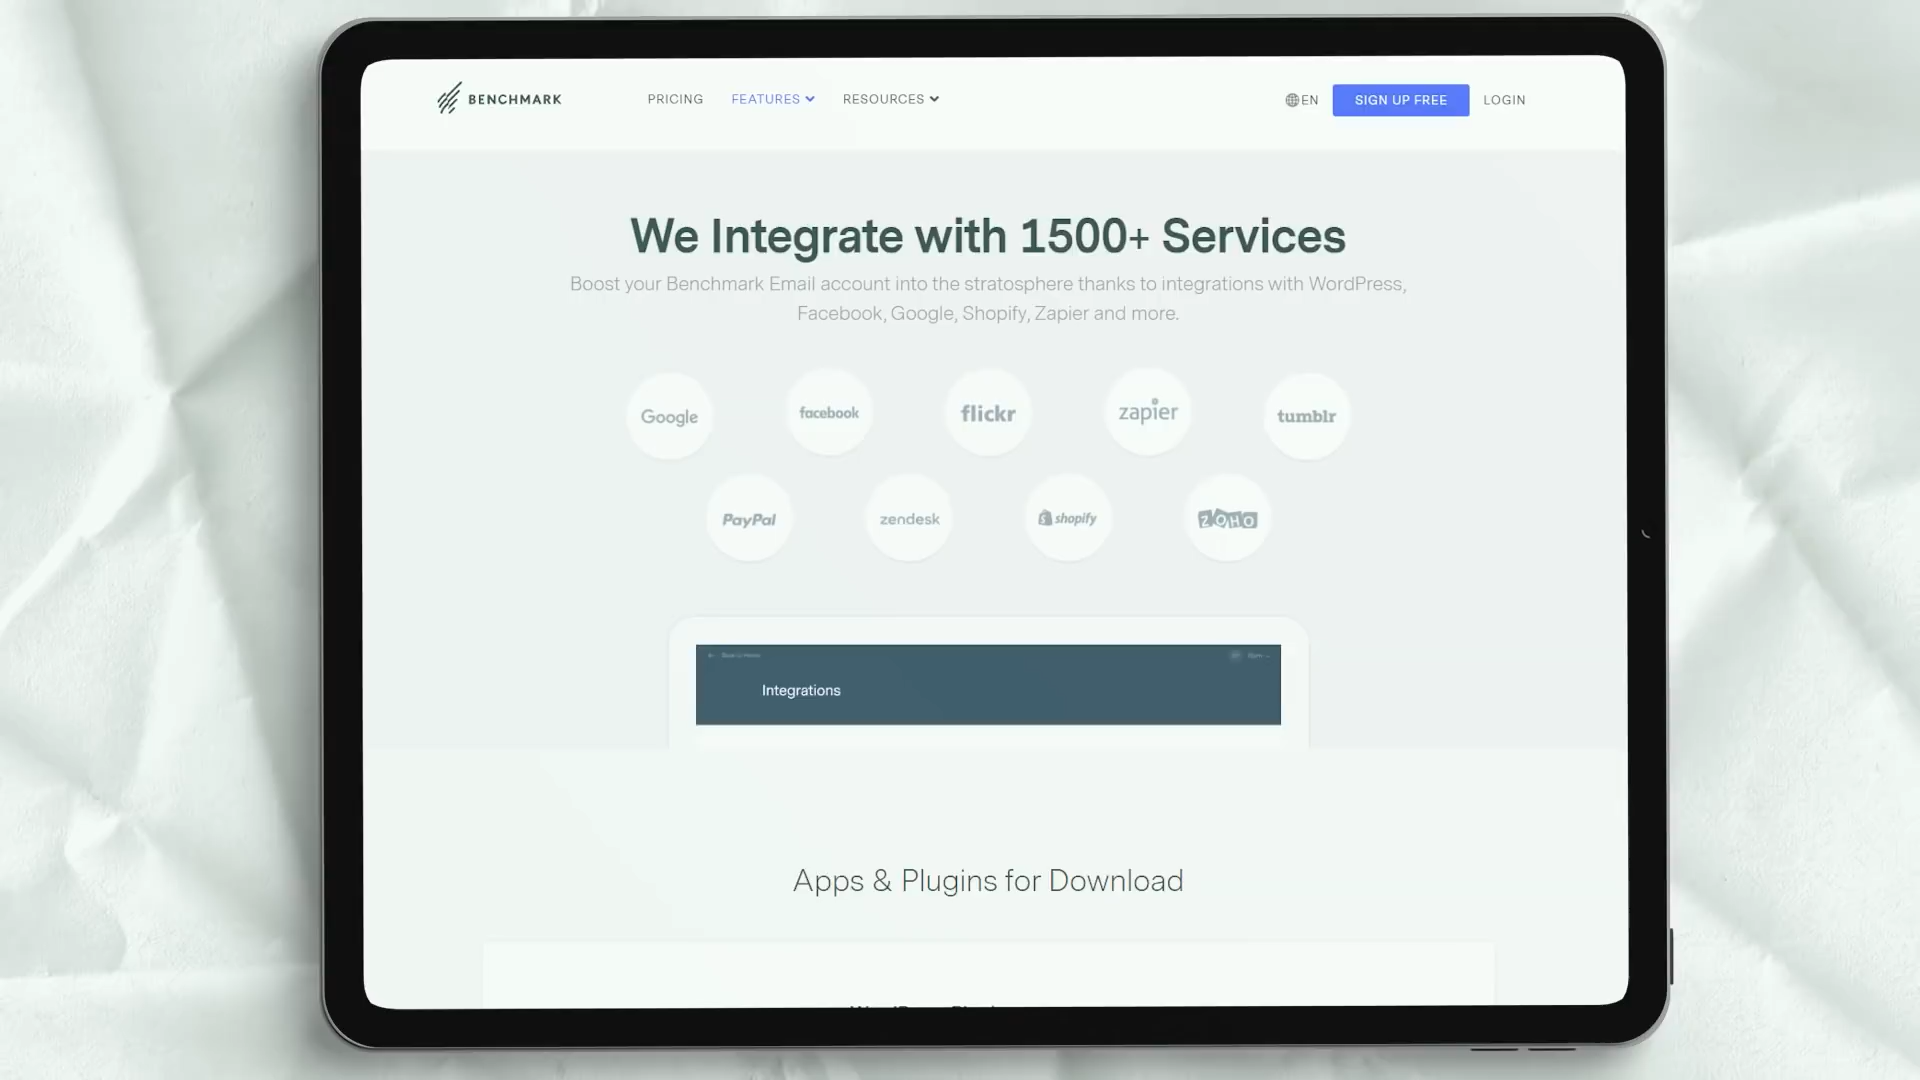 BENCHMARK
PRICING
FEATURES
RESOURCES
EN
SIGN UP FREE
LOGIN
We Integrate with 1500+ Services
Boost your Benchmark Email account into the stratosphere thanks to integrations with WordPress,
Facebook, Google, Shopify, Zapier and more.
Google
facebook
flickr
zapier
tumblr
PayPal
zendesk
shopify
ZOHO
Integrations
Apps & Plugins for Download